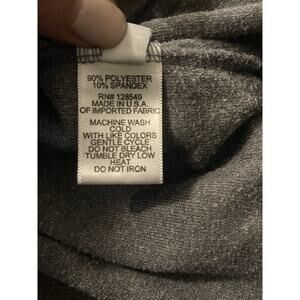 90% POLYESTER
10% SPANDEX
RN# 128549
MADE IN U.S.A.
OF IMPORTED FABRIC
MACHINE WASH
COLD
WITH LIKE COLORS
GENTLE CYCLE
DO NOT BLEACH
TUMBLE DRY LOW
HEAT
DO NOT IRON